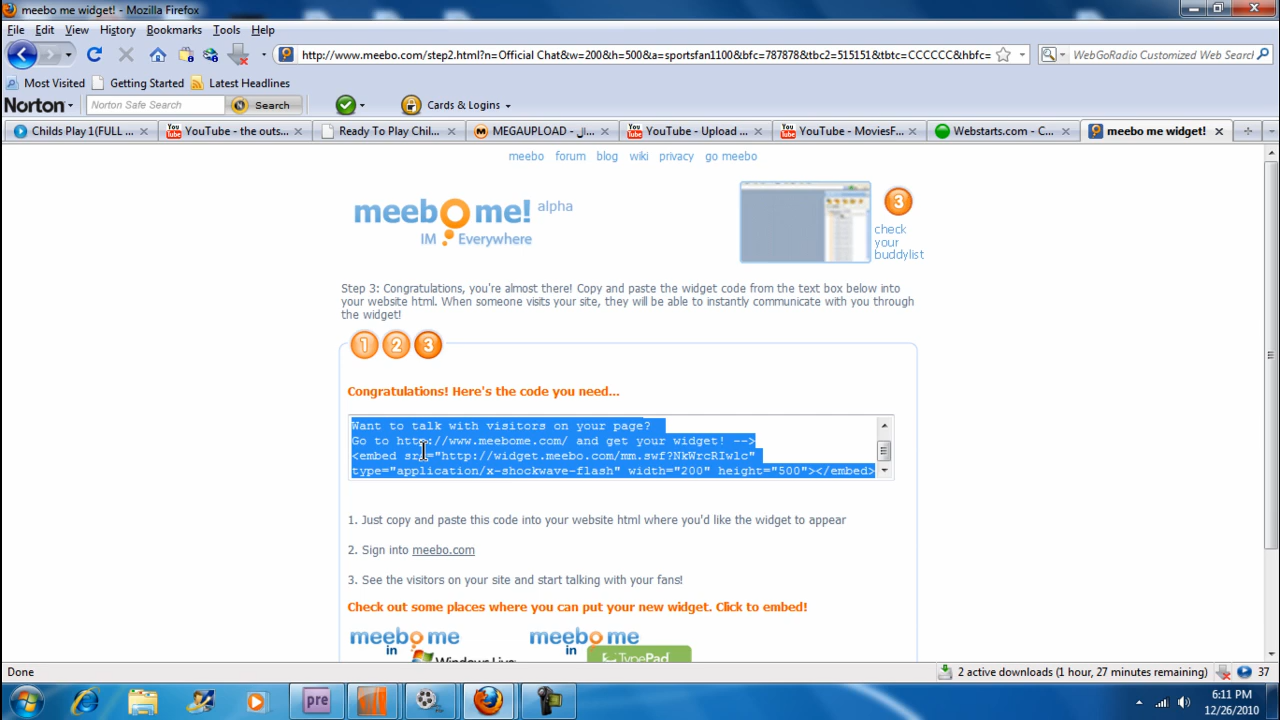 meebo me widget! - Mozilla Firefox
File Edit View History Bookmarks Tools Help
http://www.meebo.com/step2.html?n=Official Chat&w=200&h=500&a=sportsfan1100&bfc=787878&tbc2=515151&tbtc=CCCCCC&hbfc=
WebGoRadio Customized Web Searc
Most Visited Getting Started Latest Headlines
Norton Norton Safe Search Search Cards & Logins
Childs Play 1(FULL ... YouTube - the outs... Ready To Play Chil... MEGAUPLOAD - ال... YouTube - Upload ... YouTube - MoviesF... Webstarts.com - C... meebo me widget!
meebo forum blog wiki privacy go meebo
meebo me! alpha
IM Everywhere
3
check
your
buddylist
Step 3: Congratulations, you're almost there! Copy and paste the widget code from the text box below into
your website html. When someone visits your site, they will be able to instantly communicate with you through
the widget!
1 2 3
Congratulations! Here's the code you need...
Want to talk with visitors on your page?
Go to http://www.meebome.com/ and get your widget! -->
<embed src="http://widget.meebo.com/mm.swf?NkWrcRIwlc"
type="application/x-shockwave-flash" width="200" height="500"></embed>
1. Just copy and paste this code into your website html where you'd like the widget to appear
2. Sign into meebo.com
3. See the visitors on your site and start talking with your fans!
Check out some places where you can put your new widget. Click to embed!
meebo me meebo me
in in
Windows Live TypePad
Done 2 active downloads (1 hour, 27 minutes remaining) 37
pre
6:11 PM
12/26/2010